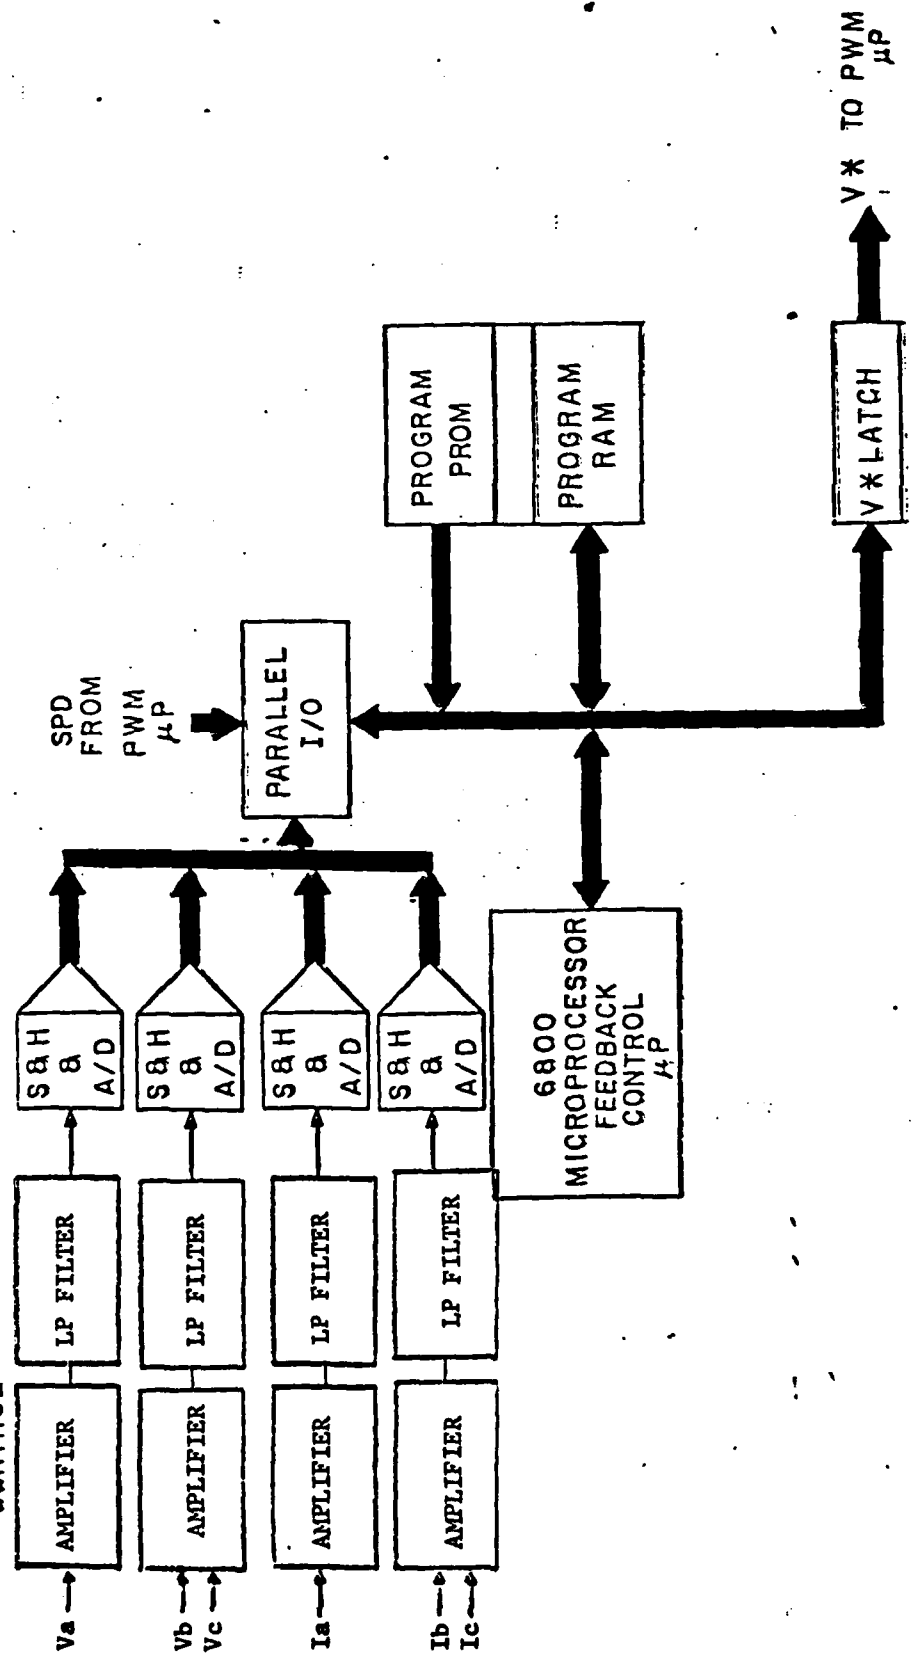 Va
AMPLIFIER
LP FILTER
S&H
&
A/D
Vb
Vc
AMPLIFIER
LP FILTER
S&H
&
A/D
Ia
AMPLIFIER
LP FILTER
S&H
&
A/D
Ib
Ic
AMPLIFIER
LP FILTER
S&H
&
A/D
SPD
FROM
PWM
μP
PARALLEL
I/O
PROGRAM
PROM
PROGRAM
RAM
6800
MICROPROCESSOR
FEEDBACK
CONTROL
μP
V*LATCH
V* TO PWM
μP